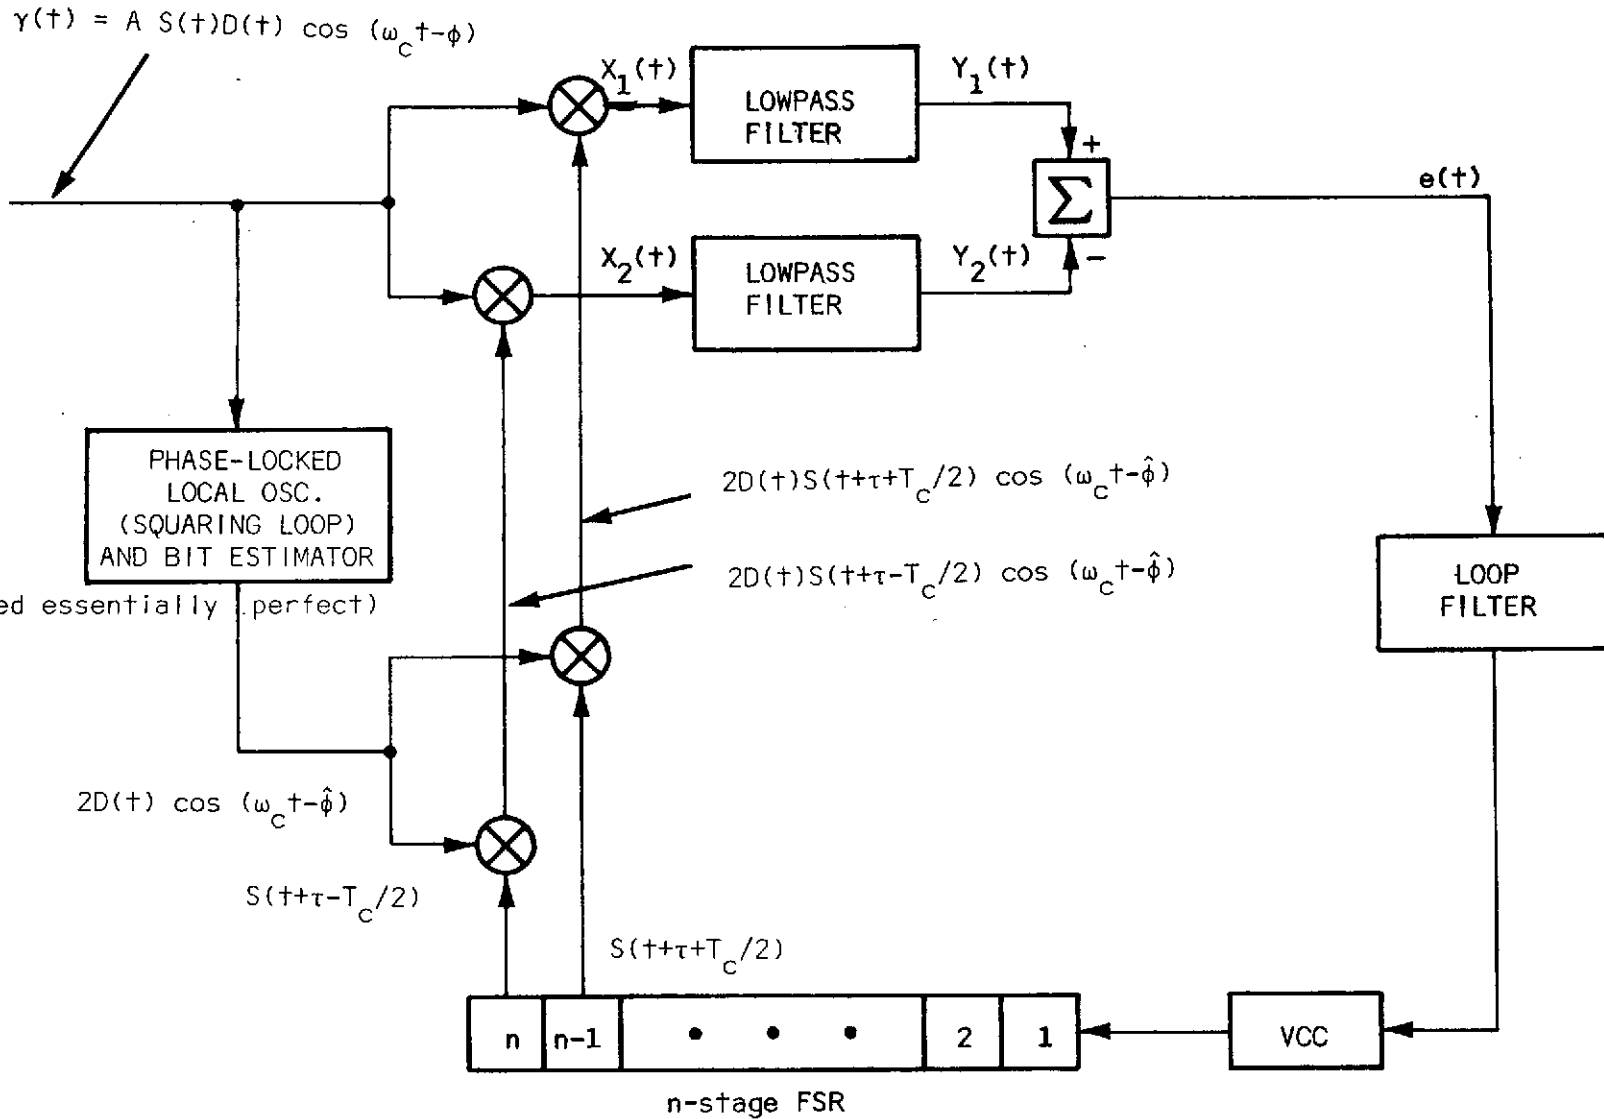 γ(t) = A S(t)D(t) cos (ω_c t-φ)
X_1(t)
LOWPASS
FILTER
Y_1(t)
+
Σ
e(t)
X_2(t)
LOWPASS
FILTER
Y_2(t)
-
PHASE-LOCKED
LOCAL OSC.
(SQUARING LOOP)
AND BIT ESTIMATOR
ed essentially perfect)
2D(t)S(t+τ+T_c/2) cos (ω_c t-φ̂)
2D(t)S(t+τ-T_c/2) cos (ω_c t-φ̂)
LOOP
FILTER
2D(t) cos (ω_c t-φ̂)
S(t+τ-T_c/2)
S(t+τ+T_c/2)
n n-1 • • • 2 1
VCC
n-stage FSR